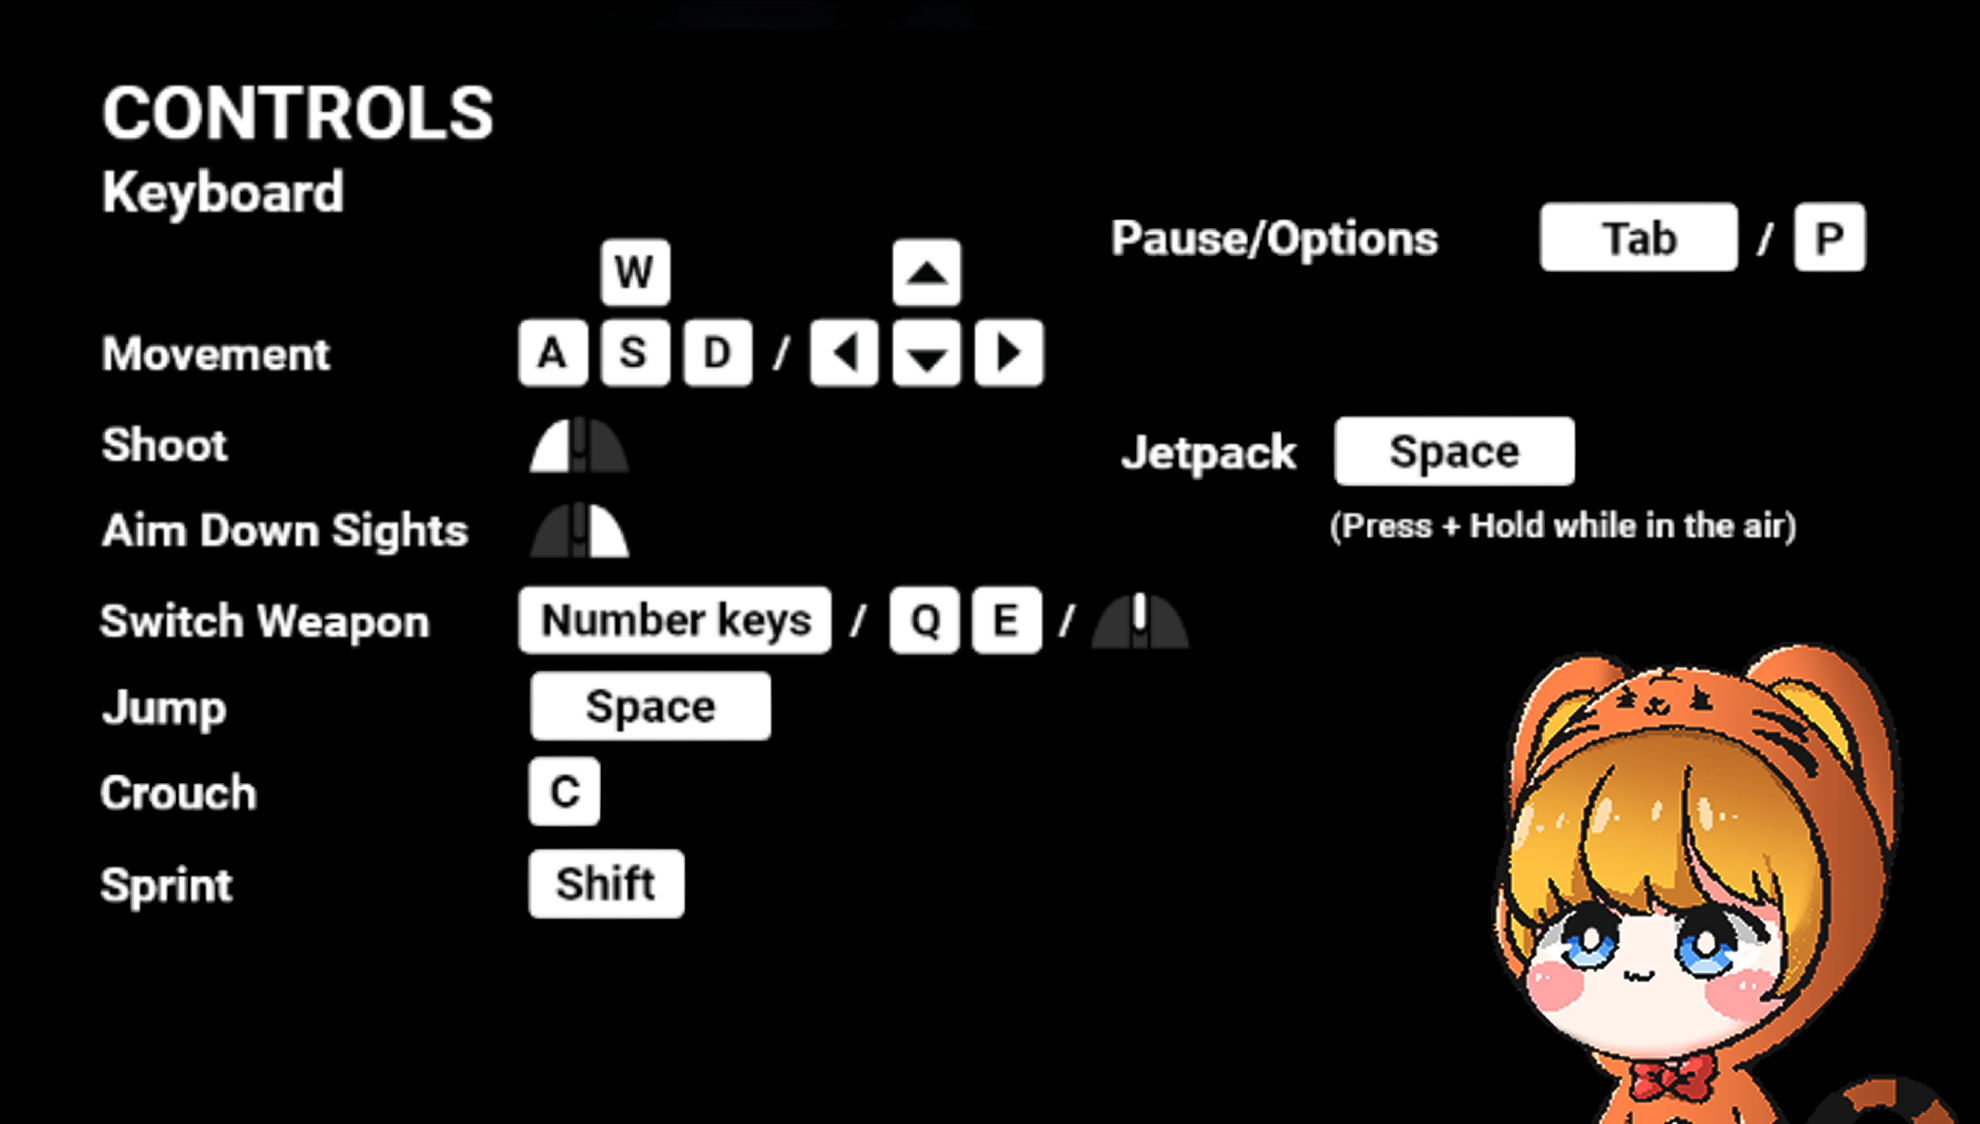 CONTROLS
Keyboard
Pause/Options Tab / P
W
Movement A S D /
Shoot
Jetpack Space
(Press + Hold while in the air)
Aim Down Sights
Switch Weapon Number keys / Q E /
Jump Space
Crouch C
Sprint Shift